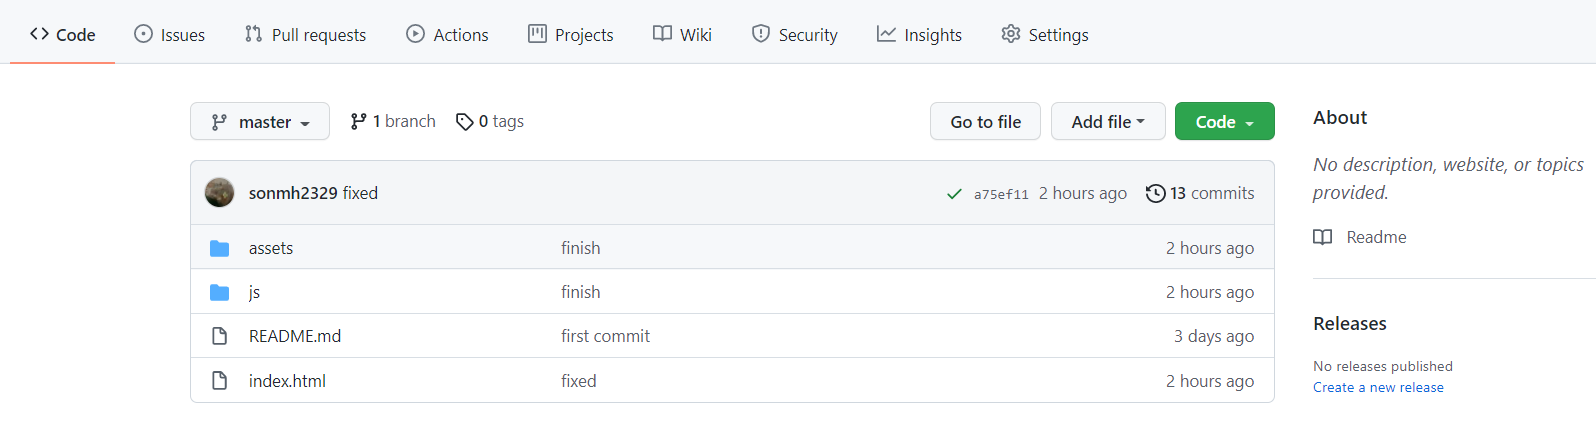 Code Issues Pull requests Actions Projects Wiki Security Insights Settings
master 1 branch 0 tags Go to file Add file Code
sonmh2329 fixed a75ef11 2 hours ago 13 commits
assets finish 2 hours ago
js finish 2 hours ago
README.md first commit 3 days ago
index.html fixed 2 hours ago
About
No description, website, or topics
provided.
Readme
Releases
No releases published
Create a new release